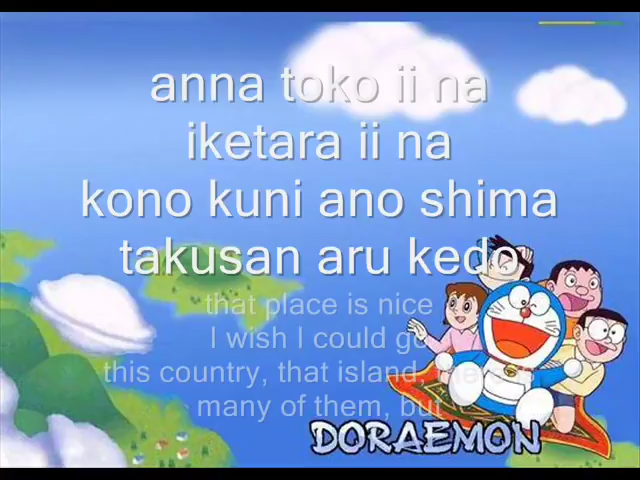 anna toko ii na
iketara ii na
kono kuni ano shima
takusan aru kedo
that place is nice
I wish I could go
this country, that island,
many of them, but
DORAEMON